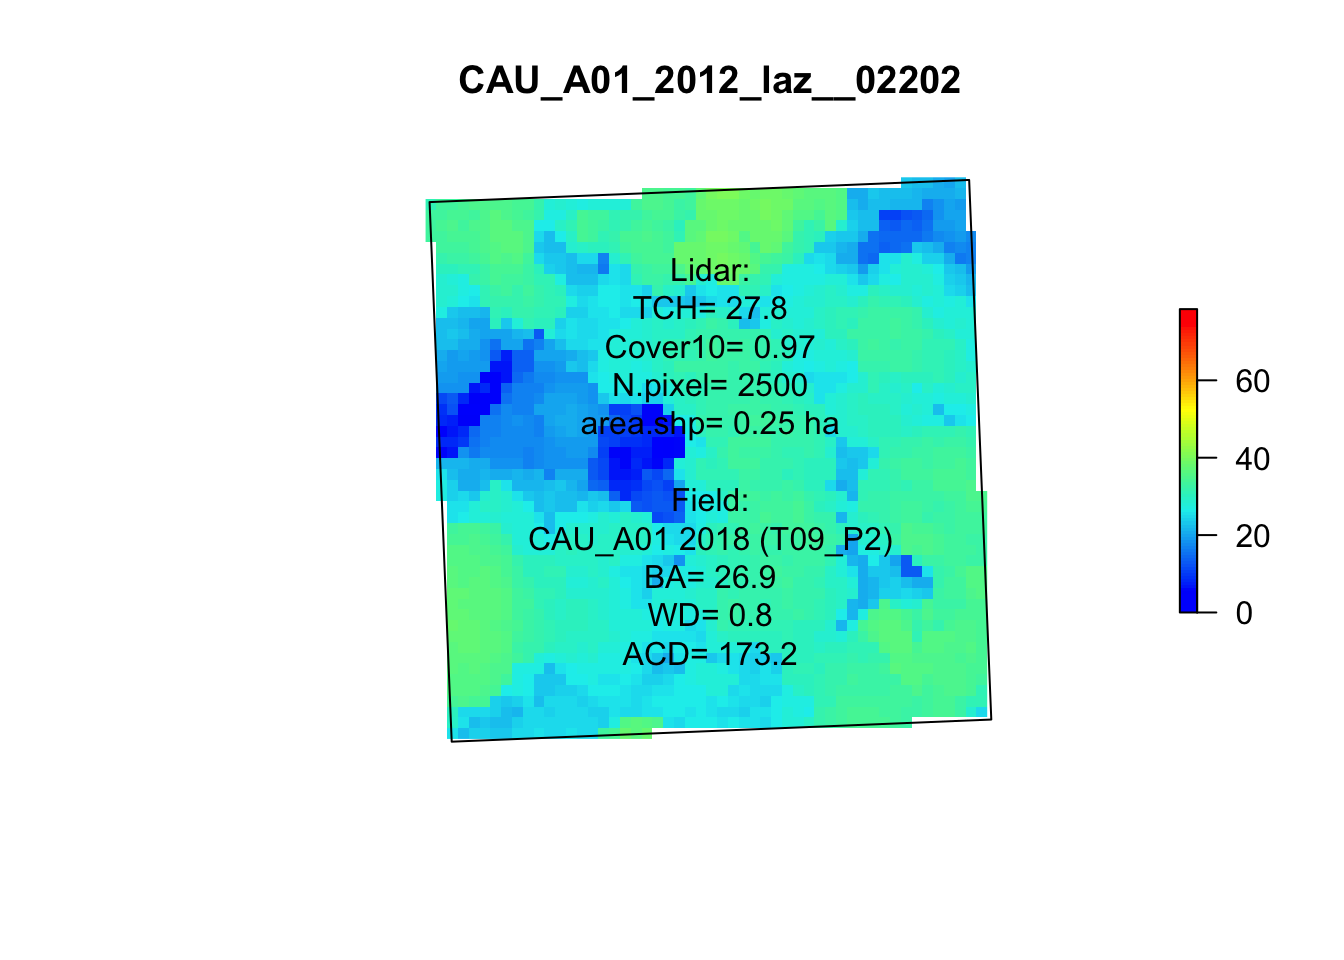 CAU_A01_2012_laz__02202
Lidar:
TCH= 27.8
Cover10= 0.97
N.pixel= 2500
area.shp= 0.25 ha
Field:
CAU_A01 2018 (T09_P2)
BA= 26.9
WD= 0.8
ACD= 173.2
60
40
20
0